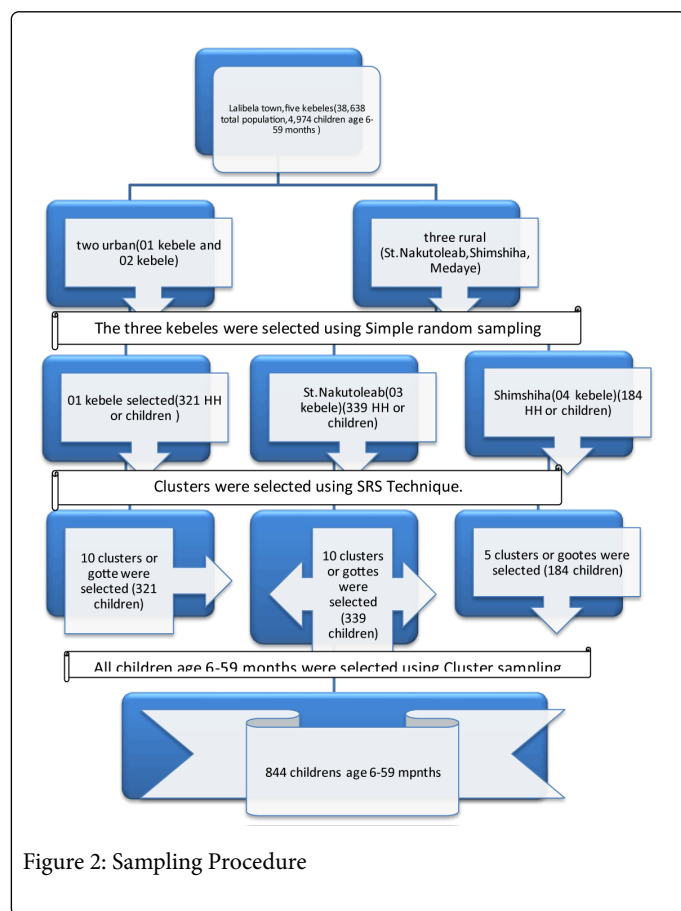 Lalibela town,five kebeles(38,638
total population,4,974 children age 6-
59 months )
two urban(01 kebele and
02 kebele)
three rural
(St.Nakutoleab,Shimshiha,
Medaye)
The three kebeles were selected using Simple random sampling
01 kebele selected(321 HH
or children )
St.Nakutoleab(03
kebele)(339 HH or
children)
Shimshiha(04 kebele)(184
HH or children)
Clusters were selected using SRS Technique.
10 clusters or
gotte were
selected (321
children)
10 clusters
or gottes
were
selected
(339
children)
5 clusters or gootes were
selected (184 children)
All children age 6-59 months were selected using Cluster sampling
844 childrens age 6-59 mpnths
Figure 2: Sampling Procedure